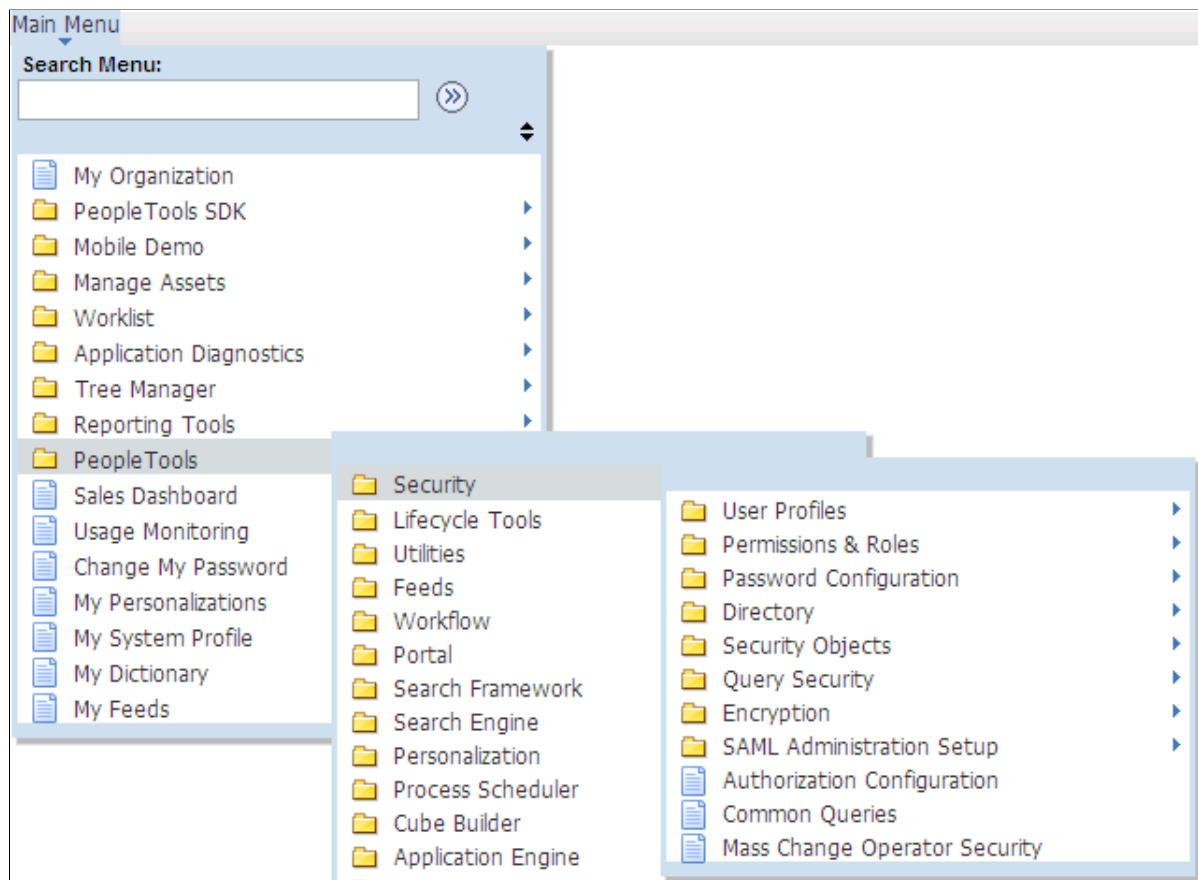 Main Menu
Search Menu:
My Organization
PeopleTools SDK
Mobile Demo
Manage Assets
Worklist
Application Diagnostics
Tree Manager
Reporting Tools
PeopleTools
Sales Dashboard
Usage Monitoring
Change My Password
My Personalizations
My System Profile
My Dictionary
My Feeds
Security
Lifecycle Tools
Utilities
Feeds
Workflow
Portal
Search Framework
Search Engine
Personalization
Process Scheduler
Cube Builder
Application Engine
User Profiles
Permissions & Roles
Password Configuration
Directory
Security Objects
Query Security
Encryption
SAML Administration Setup
Authorization Configuration
Common Queries
Mass Change Operator Security